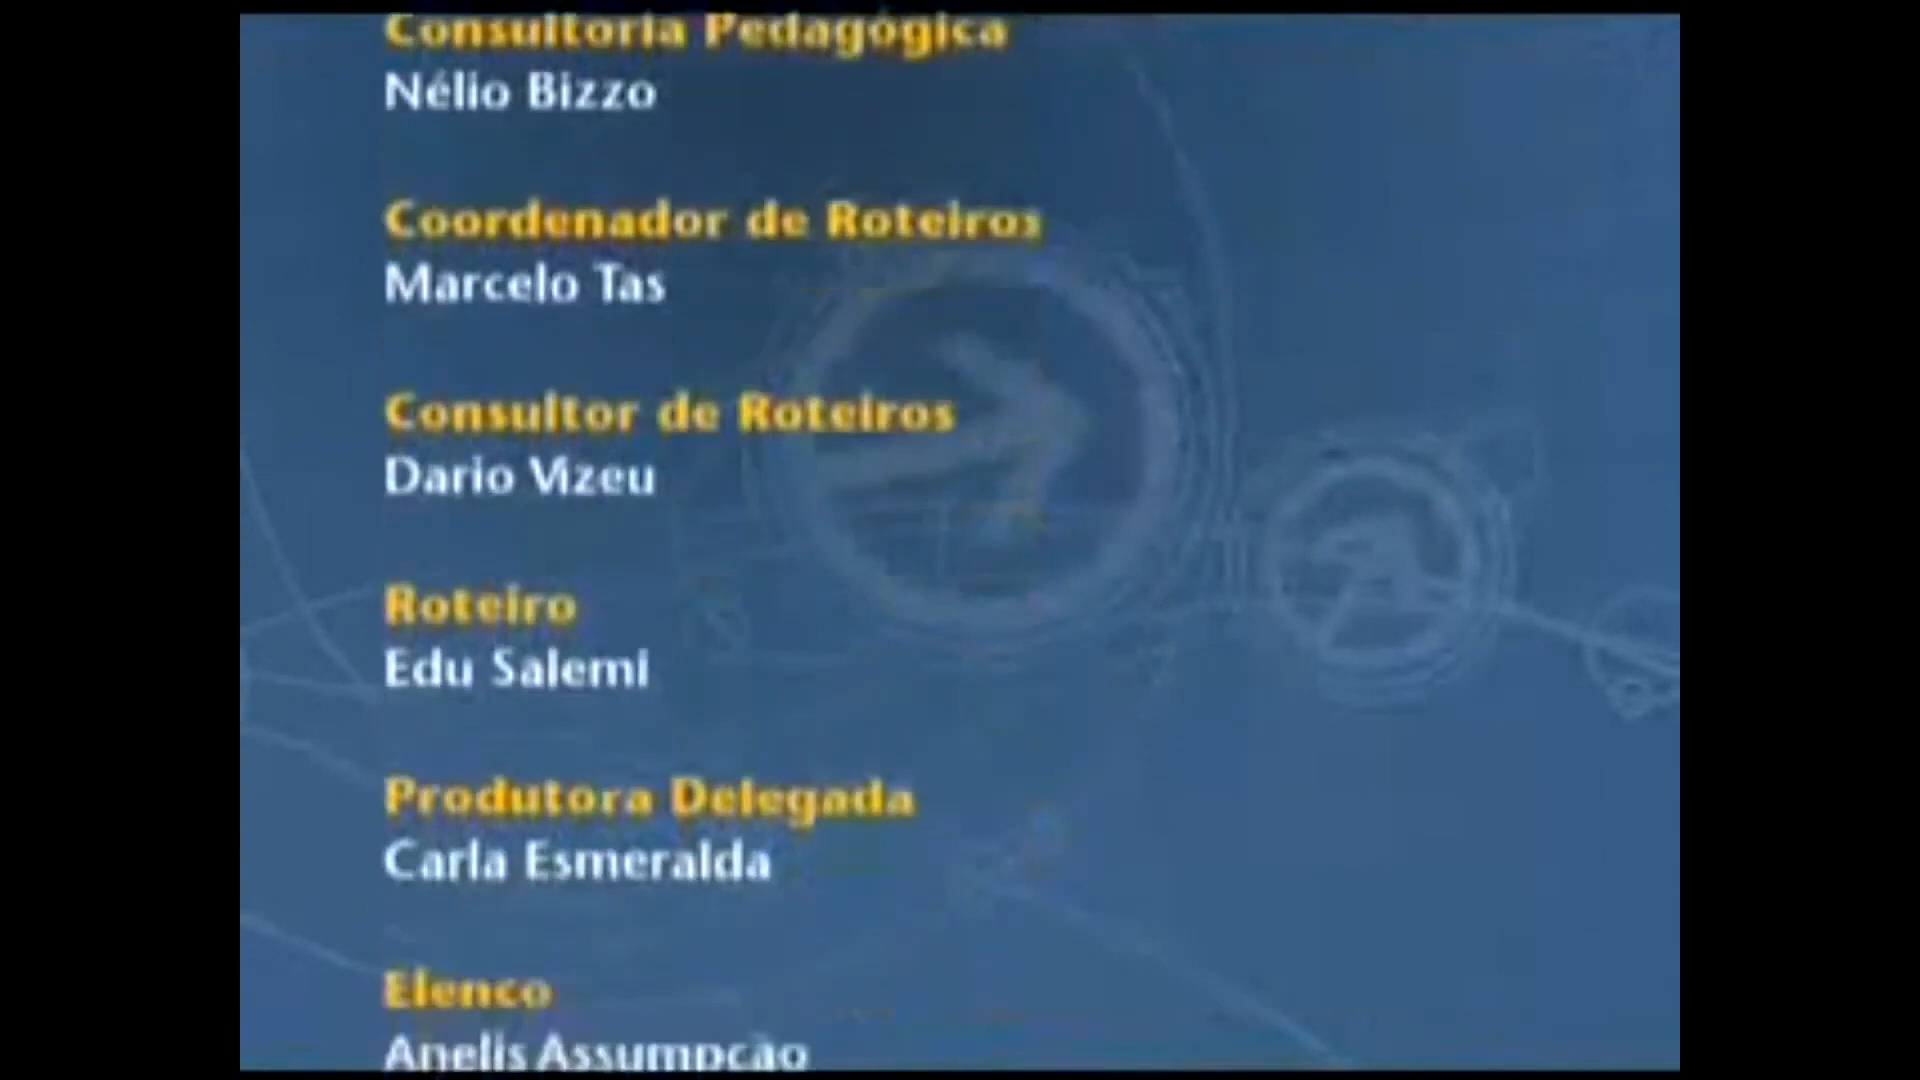 Consultoria Pedagógica
Nélio Bizzo
Coordenador de Roteiros
Marcelo Tas
Consultor de Roteiros
Dario Vizeu
Roteiro
Edu Salemi
Produtora Delegada
Carla Esmeralda
Elenco
Anelis Assumpção